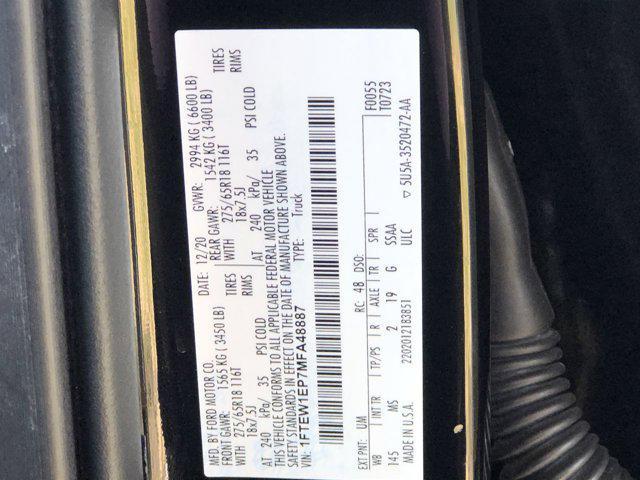 MFD. BY FORD MOTOR CO. DATE: 12/20 GVWR: 2994 KG ( 6600 LB)
FRONT GAWR: 1565 KG ( 3450 LB) REAR GAWR: 1542 KG ( 3400 LB)
WITH 275/65R18 116T TIRES WITH 275/65R18 116T TIRES
18x7.5J RIMS 18x7.5J RIMS
AT 240 kPa/ 35 PSI COLD AT 240 kPa/ 35 PSI COLD
THIS VEHICLE CONFORMS TO ALL APPLICABLE FEDERAL MOTOR VEHICLE
SAFETY STANDARDS IN EFFECT ON THE DATE OF MANUFACTURE SHOWN ABOVE.
VIN: 1FTEW1EP7MFA48887 TYPE: Truck
F0055
T0723
EXT PNT: UM RC: 48 DSO:
WB INT TR TP/PS R AXLE TR SPR
145 MS 2 19 G SSAA
MADE IN U.S.A. 2202012183851 ULC ▽ 5U5A-3520472-AA